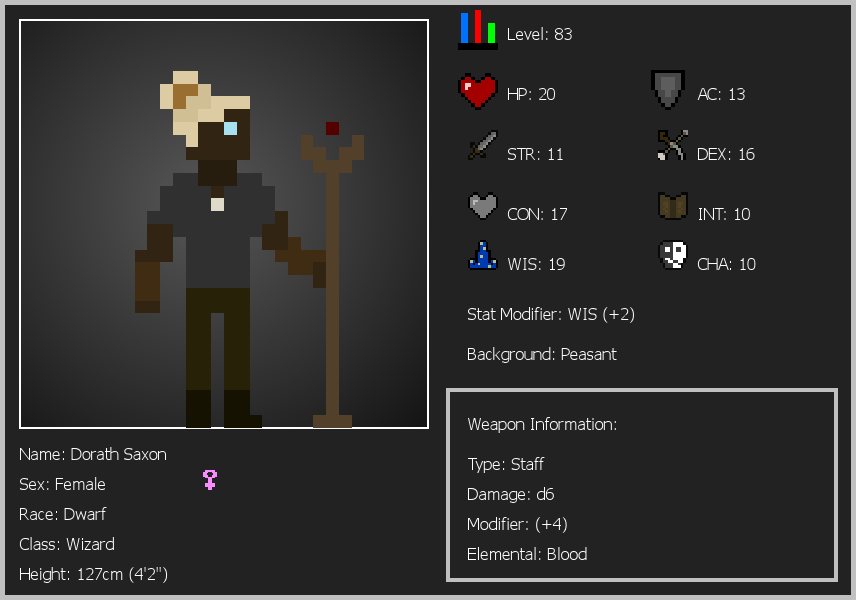 Level: 83
HP: 20
AC: 13
STR: 11
DEX: 16
CON: 17
INT: 10
WIS: 19
CHA: 10
Stat Modifier: WIS (+2)
Background: Peasant
Weapon Information:
Type: Staff
Damage: d6
Modifier: (+4)
Elemental: Blood
Name: Dorath Saxon
Sex: Female
Race: Dwarf
Class: Wizard
Height: 127cm (4'2")